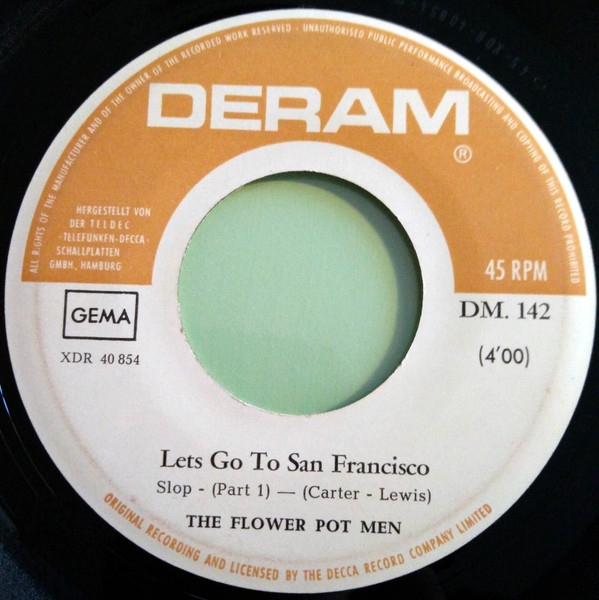 ALL RIGHTS OF THE MANUFACTURER AND OF THE OWNER OF THE RECORDED WORK RESERVED - UNAUTHORISED PUBLIC PERFORMANCE BROADCASTING AND COPYING OF THIS RECORD PROHIBITED
DERAM
®
HERGESTELLT VON
DER TELDEC
·TELEFUNKEN-DECCA·
SCHALLPLATTEN
GMBH, HAMBURG
45 RPM
GEMA
DM. 142
XDR 40 854
(4'00)
Lets Go To San Francisco
Slop - (Part 1) — (Carter - Lewis)
THE FLOWER POT MEN
ORIGINAL RECORDING AND LICENSED BY THE DECCA RECORD COMPANY LIMITED